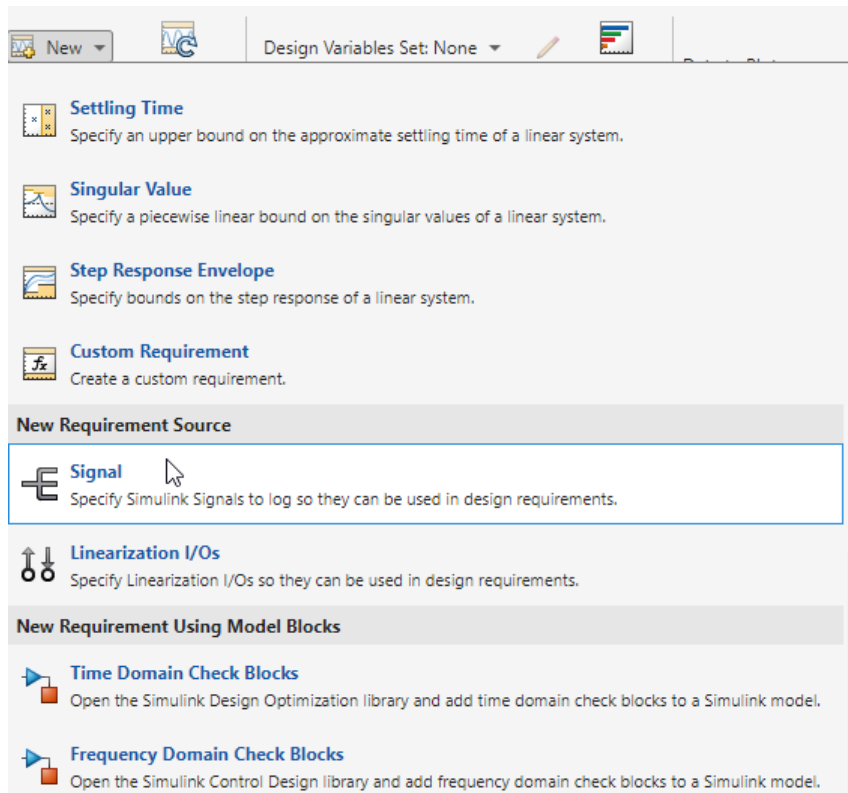 New
Design Variables Set: None
Settling Time
Specify an upper bound on the approximate settling time of a linear system.
Singular Value
Specify a piecewise linear bound on the singular values of a linear system.
Step Response Envelope
Specify bounds on the step response of a linear system.
fx
Custom Requirement
Create a custom requirement.
New Requirement Source
Signal
Specify Simulink Signals to log so they can be used in design requirements.
Linearization I/Os
Specify Linearization I/Os so they can be used in design requirements.
New Requirement Using Model Blocks
Time Domain Check Blocks
Open the Simulink Design Optimization library and add time domain check blocks to a Simulink model.
Frequency Domain Check Blocks
Open the Simulink Control Design library and add frequency domain check blocks to a Simulink model.